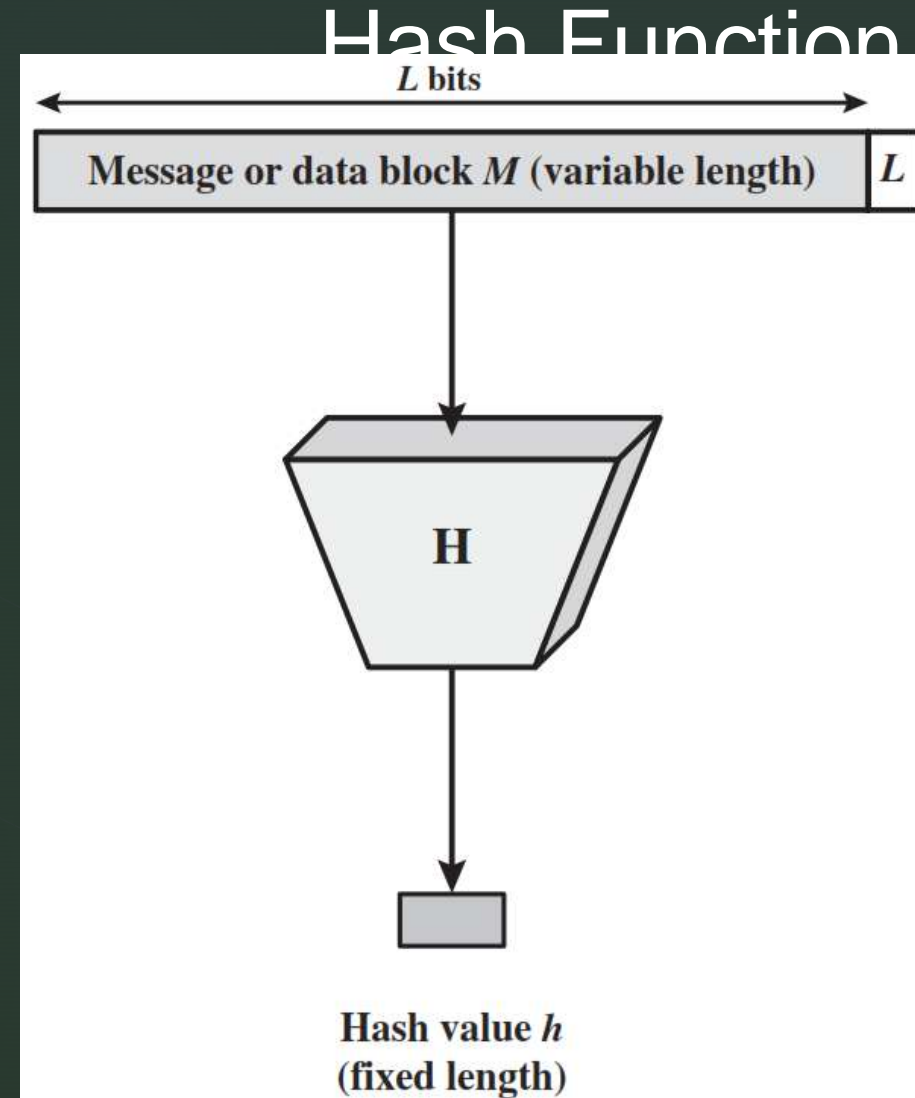 Hash Function
L bits
Message or data block M (variable length) L
H
Hash value h
(fixed length)